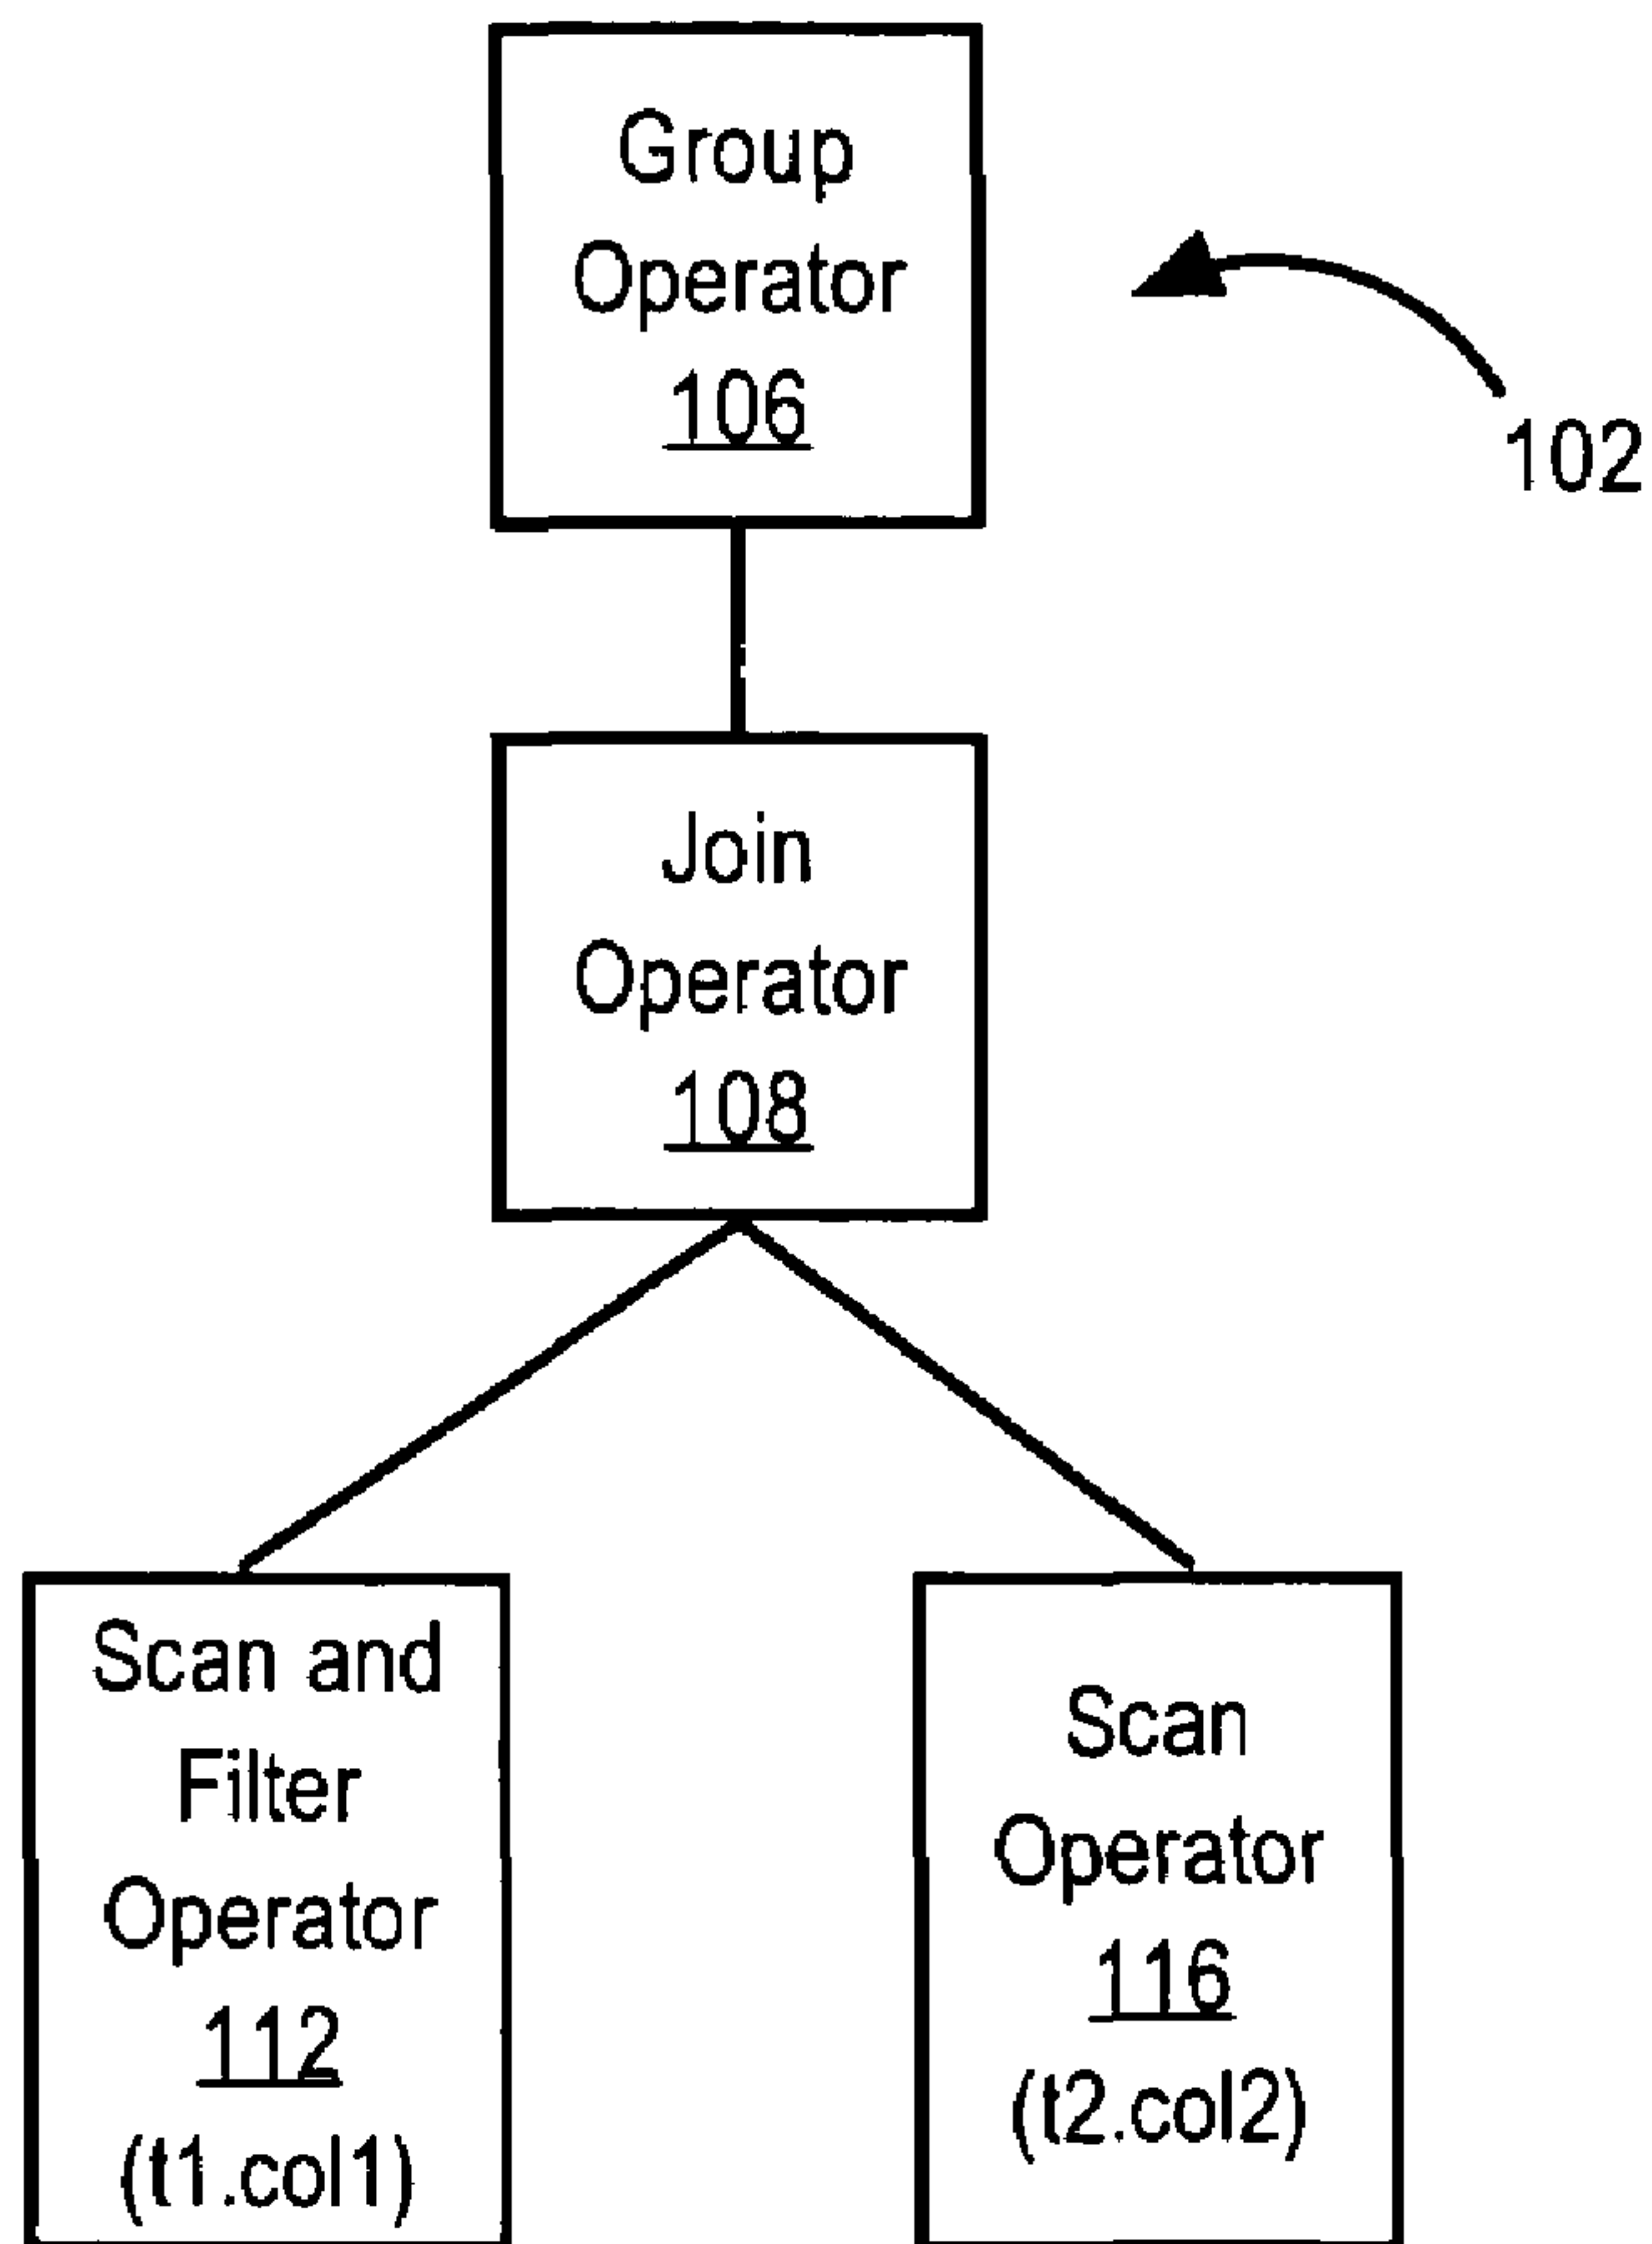 Group
Operator
106
102
Join
Operator
108
Scan and
Filter
Operator
112
(t1.col1)
Scan
Operator
116
(t2.col2)